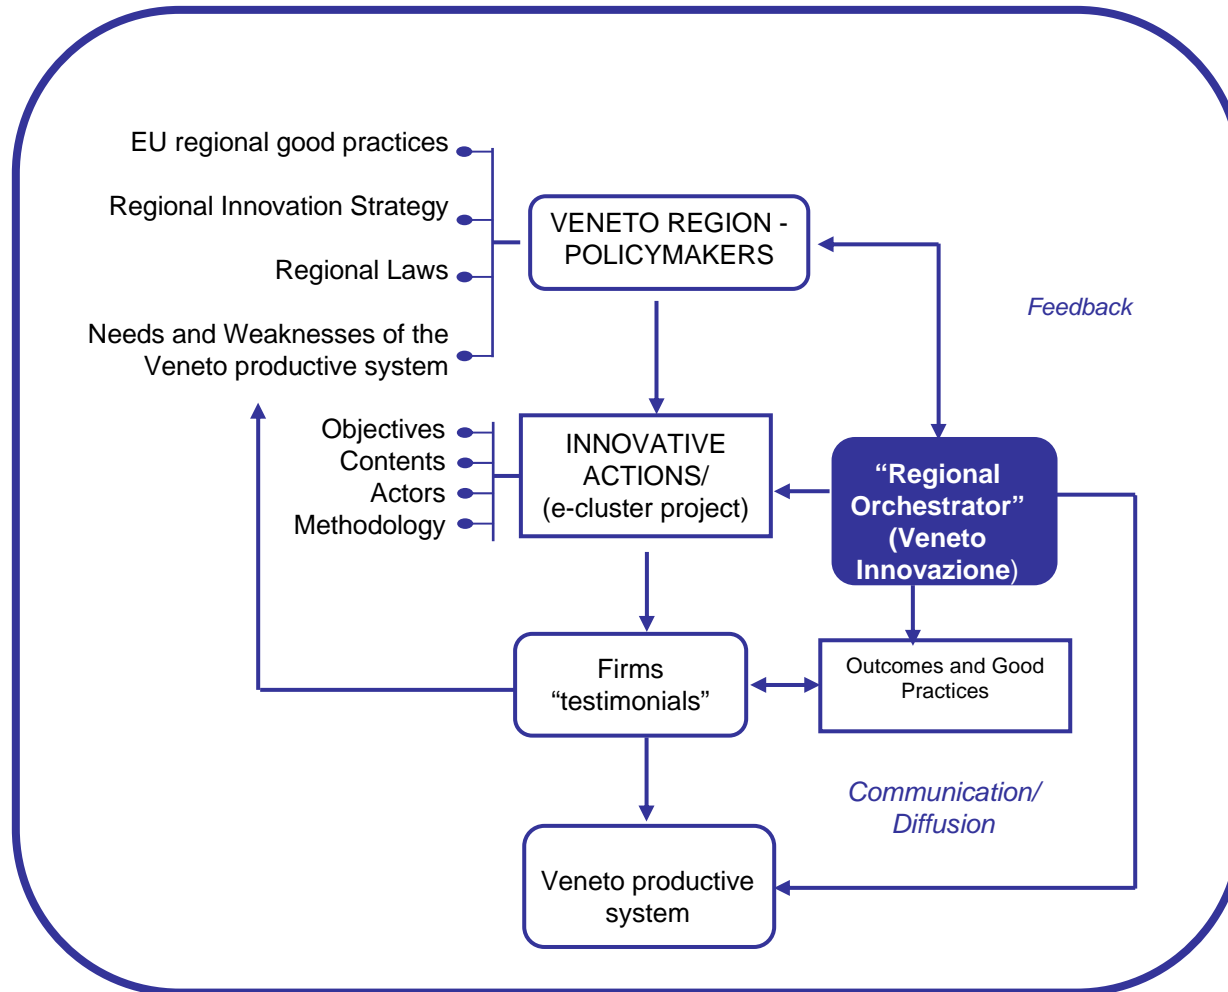 EU regional good practices
Regional Innovation Strategy
Regional Laws
Needs and Weaknesses of the
Veneto productive system
VENETO REGION -
POLICYMAKERS
Feedback
Objectives
Contents
Actors
Methodology
INNOVATIVE
ACTIONS/
(e-cluster project)
“Regional
Orchestrator”
(Veneto
Innovazione)
Firms
“testimonials”
Outcomes and Good
Practices
Communication/
Diffusion
Veneto productive
system